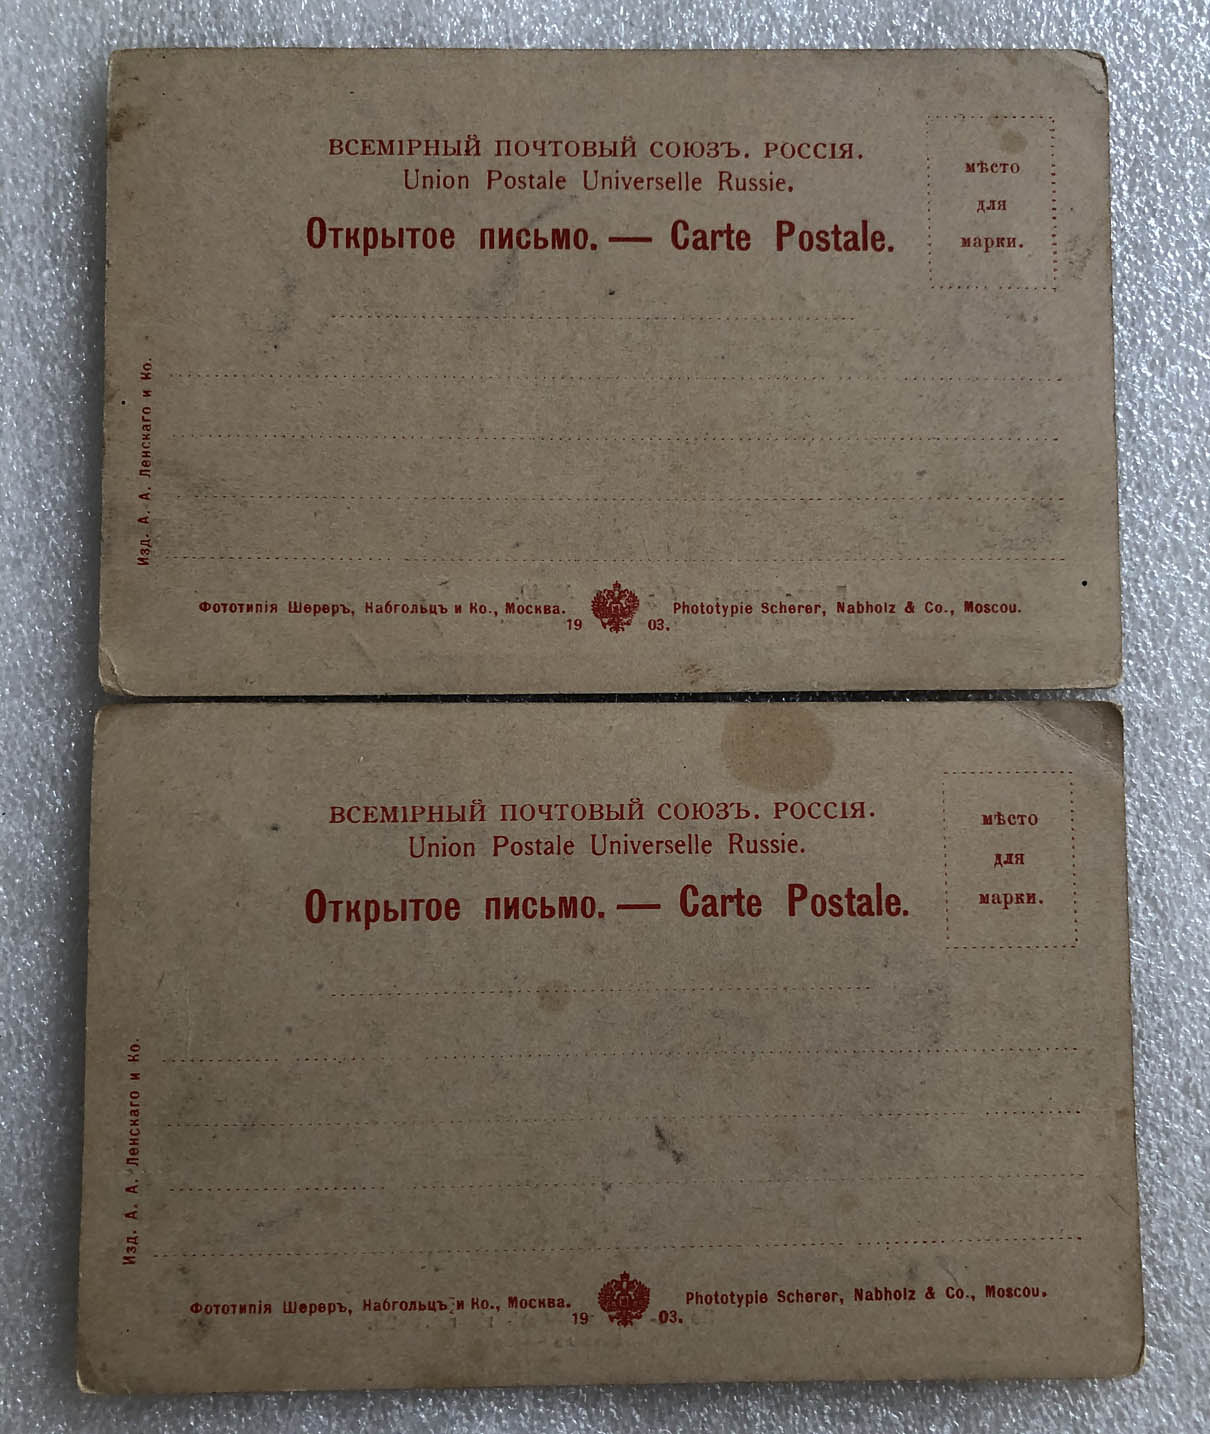 ВСЕМІРНЫЙ ПОЧТОВЫЙ СОЮЗЪ. РОССІЯ.
Union Postale Universelle Russie.
Открытое письмо. — Carte Postale.
мѣсто
для
марки.
Изд. А. А. Ленскаго и Ко.
Фототипія Шереръ, Набгольцъ и Ко., Москва.
Phototypie Scherer, Nabholz & Co., Moscou.
19 03.
ВСЕМІРНЫЙ ПОЧТОВЫЙ СОЮЗЪ. РОССІЯ.
Union Postale Universelle Russie.
Открытое письмо. — Carte Postale.
мѣсто
для
марки.
Изд. А. А. Ленскаго и Ко.
Фототипія Шереръ, Набгольцъ и Ко., Москва.
Phototypie Scherer, Nabholz & Co., Moscou.
19 03.